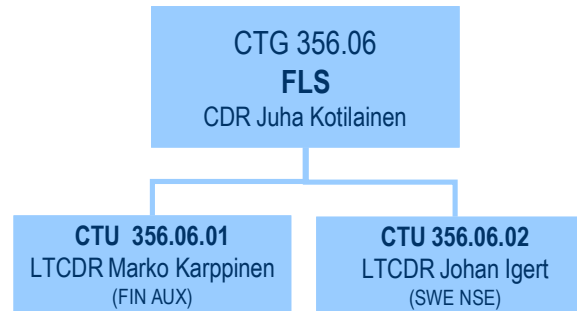 CTG 356.06
FLS
CDR Juha Kotilainen
CTU 356.06.01
LTCDR Marko Karppinen
(FIN AUX)
CTU 356.06.02
LTCDR Johan Igert
(SWE NSE)